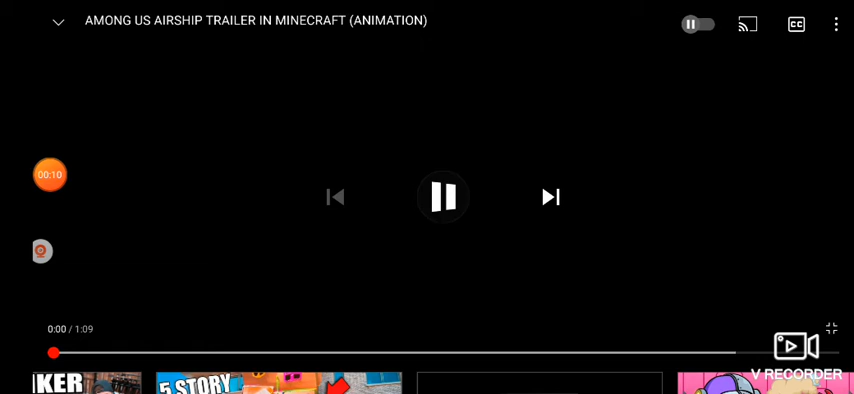 AMONG US AIRSHIP TRAILER IN MINECRAFT (ANIMATION)
CC
00:10
0:00 / 1:09
V RECORDER
KER
5 STORY